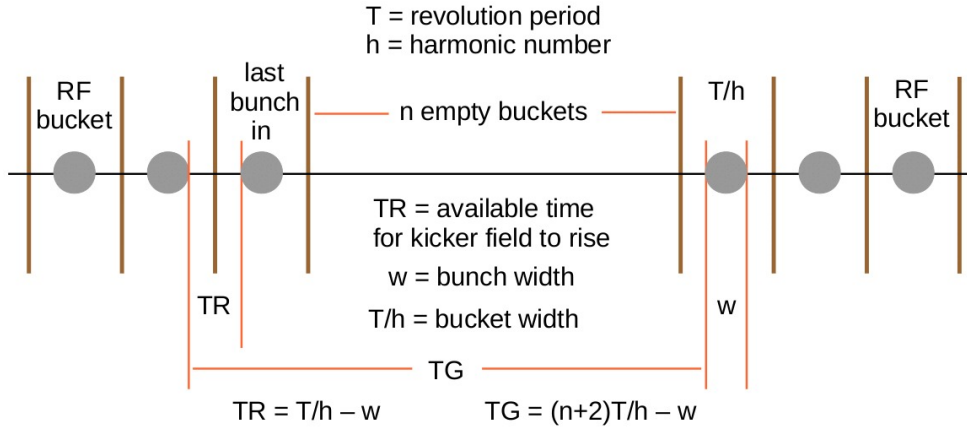 T = revolution period
h = harmonic number
RF
bucket
last
bunch
in
n empty buckets
T/h
RF
bucket
TR = available time
for kicker field to rise
w = bunch width
TR
T/h = bucket width
w
TG
TR = T/h – w
TG = (n+2)T/h – w